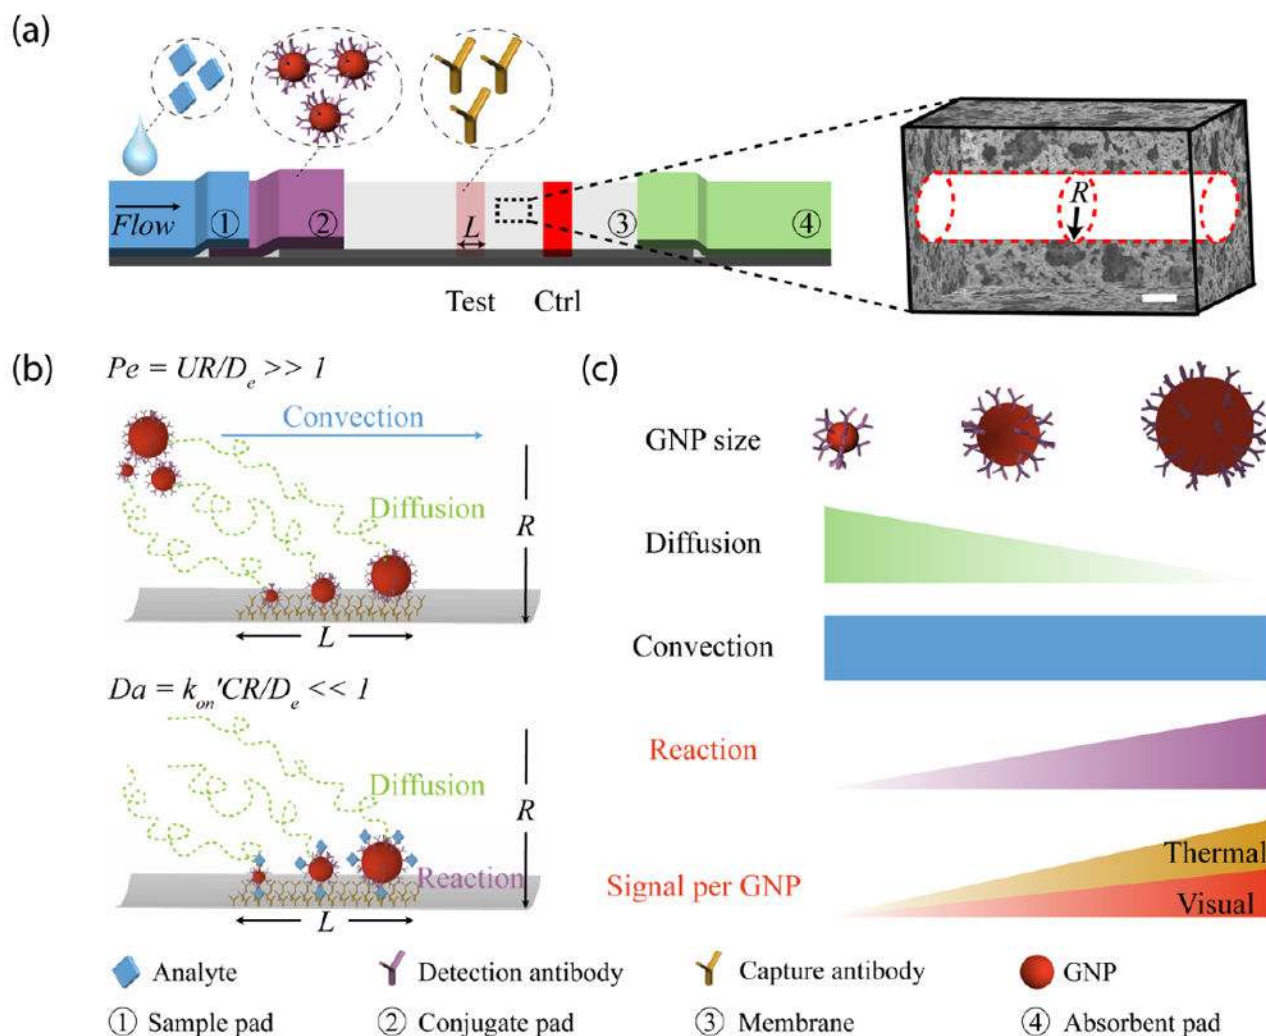 (a)
Flow
①
②
L
③
④
R
Test
Ctrl
(b)
Pe = UR/Dₑ >> 1
Convection
Diffusion
R
L
Da = kₒₙ'CR/Dₑ << 1
Diffusion
R
Reaction
L
(c)
GNP size
Diffusion
Convection
Reaction
Signal per GNP
Thermal
Visual
Analyte
Detection antibody
Capture antibody
GNP
① Sample pad
② Conjugate pad
③ Membrane
④ Absorbent pad